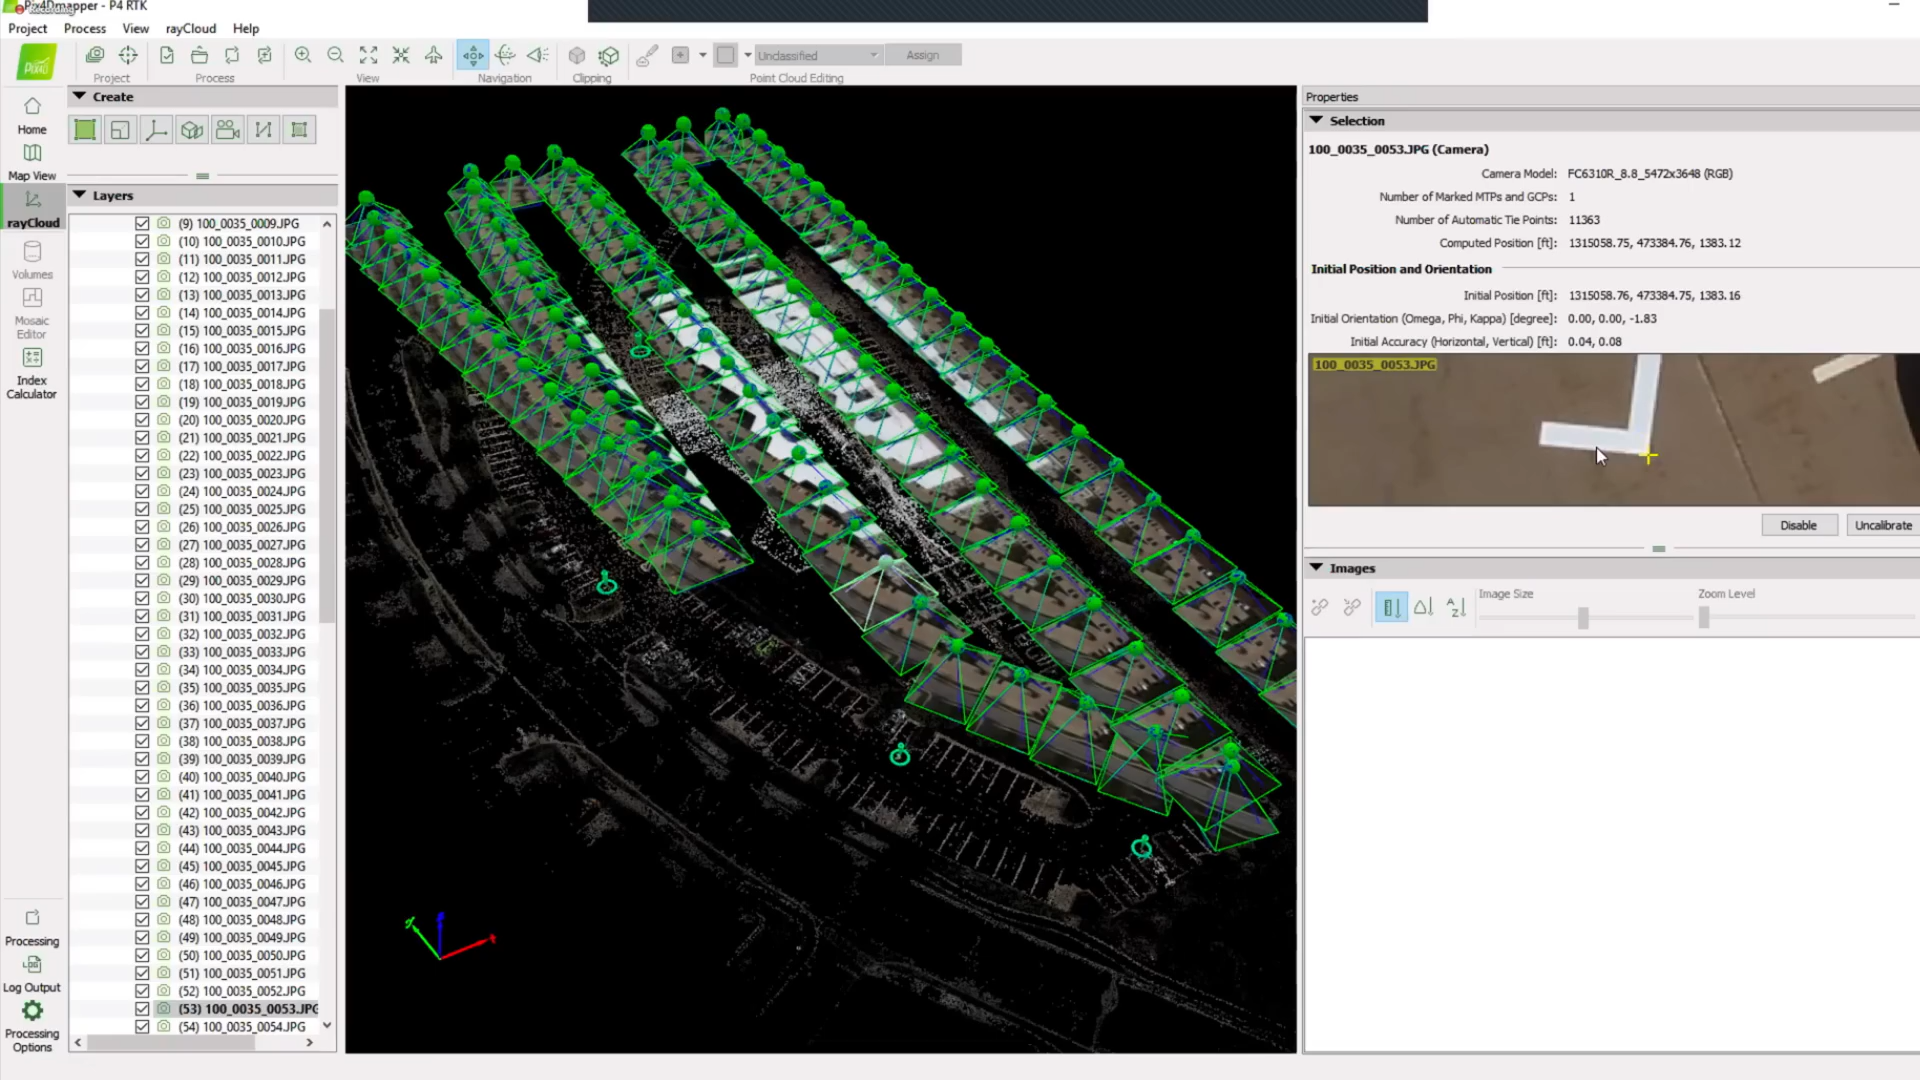 Pix4Dmapper - P4 RTK
Project Process View rayCloud Help
Project Process View Navigation Clipping Point Cloud Editing
Unclassified Assign
Home
Map View
rayCloud
Volumes
Mosaic
Editor
Index
Calculator
Processing
Log Output
Processing
Options
Create
Layers
(9) 100_0035_0009.JPG
(10) 100_0035_0010.JPG
(11) 100_0035_0011.JPG
(12) 100_0035_0012.JPG
(13) 100_0035_0013.JPG
(14) 100_0035_0014.JPG
(15) 100_0035_0015.JPG
(16) 100_0035_0016.JPG
(17) 100_0035_0017.JPG
(18) 100_0035_0018.JPG
(19) 100_0035_0019.JPG
(20) 100_0035_0020.JPG
(21) 100_0035_0021.JPG
(22) 100_0035_0022.JPG
(23) 100_0035_0023.JPG
(24) 100_0035_0024.JPG
(25) 100_0035_0025.JPG
(26) 100_0035_0026.JPG
(27) 100_0035_0027.JPG
(28) 100_0035_0028.JPG
(29) 100_0035_0029.JPG
(30) 100_0035_0030.JPG
(31) 100_0035_0031.JPG
(32) 100_0035_0032.JPG
(33) 100_0035_0033.JPG
(34) 100_0035_0034.JPG
(35) 100_0035_0035.JPG
(36) 100_0035_0036.JPG
(37) 100_0035_0037.JPG
(38) 100_0035_0038.JPG
(39) 100_0035_0039.JPG
(40) 100_0035_0040.JPG
(41) 100_0035_0041.JPG
(42) 100_0035_0042.JPG
(43) 100_0035_0043.JPG
(44) 100_0035_0044.JPG
(45) 100_0035_0045.JPG
(46) 100_0035_0046.JPG
(47) 100_0035_0047.JPG
(48) 100_0035_0048.JPG
(49) 100_0035_0049.JPG
(50) 100_0035_0050.JPG
(51) 100_0035_0051.JPG
(52) 100_0035_0052.JPG
(53) 100_0035_0053.JPG
(54) 100_0035_0054.JPG
Properties
Selection
100_0035_0053.JPG (Camera)
Camera Model: FC6310R_8.8_5472x3648 (RGB)
Number of Marked MTPs and GCPs: 1
Number of Automatic Tie Points: 11363
Computed Position [ft]: 1315058.75, 473384.76, 1383.12
Initial Position and Orientation
Initial Position [ft]: 1315058.76, 473384.75, 1383.16
Initial Orientation (Omega, Phi, Kappa) [degree]: 0.00, 0.00, -1.83
Initial Accuracy (Horizontal, Vertical) [ft]: 0.04, 0.08
100_0035_0053.JPG
Disable Uncalibrate
Images
Image Size Zoom Level